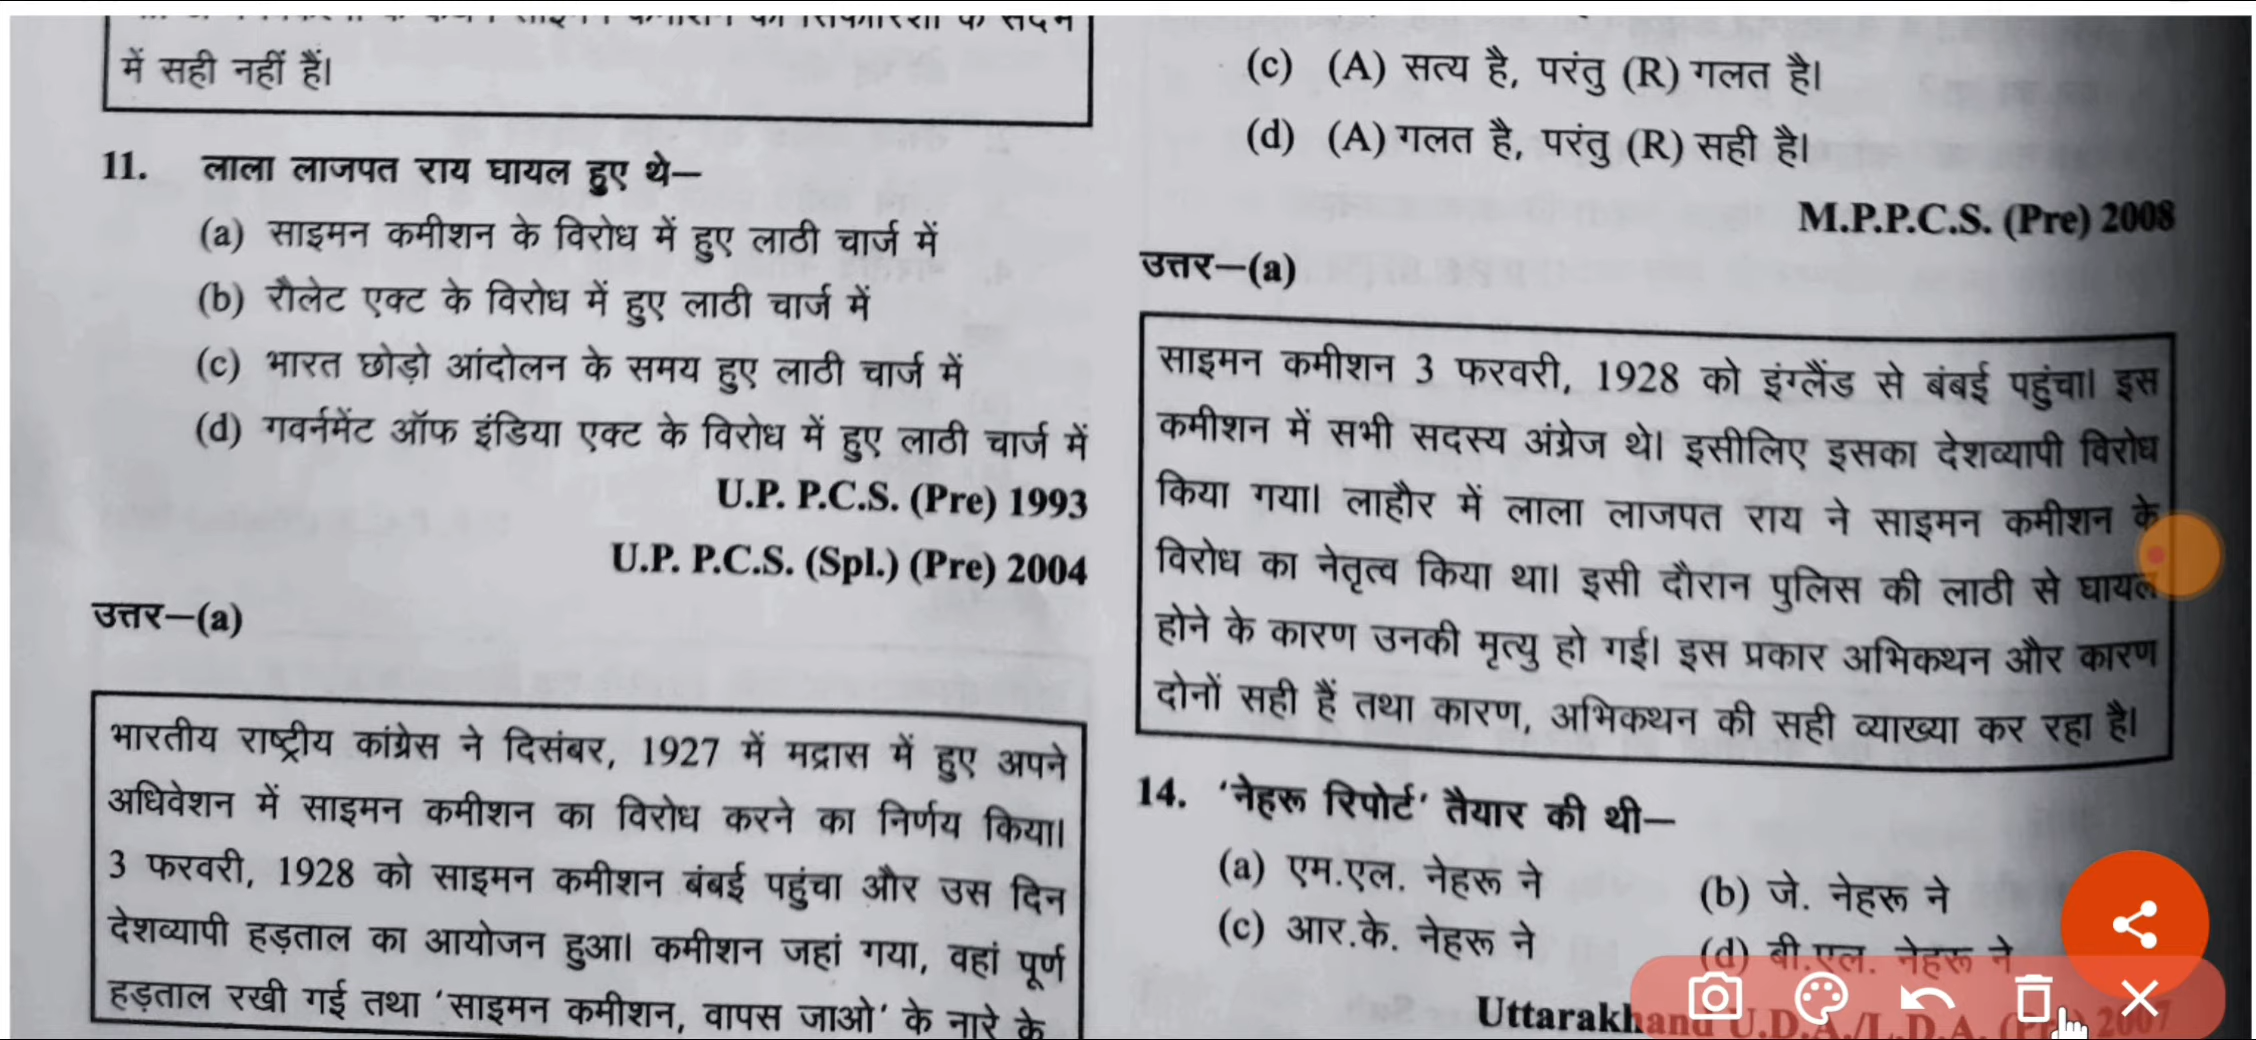 में सही नहीं हैं।
11. लाला लाजपत राय घायल हुए थे—
(a) साइमन कमीशन के विरोध में हुए लाठी चार्ज में
(b) रौलेट एक्ट के विरोध में हुए लाठी चार्ज में
(c) भारत छोड़ो आंदोलन के समय हुए लाठी चार्ज में
(d) गवर्नमेंट ऑफ इंडिया एक्ट के विरोध में हुए लाठी चार्ज में
U.P. P.C.S. (Pre) 1993
U.P. P.C.S. (Spl.) (Pre) 2004
उत्तर—(a)
भारतीय राष्ट्रीय कांग्रेस ने दिसंबर, 1927 में मद्रास में हुए अपने
अधिवेशन में साइमन कमीशन का विरोध करने का निर्णय किया।
3 फरवरी, 1928 को साइमन कमीशन बंबई पहुंचा और उस दिन
देशव्यापी हड़ताल का आयोजन हुआ। कमीशन जहां गया, वहां पूर्ण
हड़ताल रखी गई तथा 'साइमन कमीशन, वापस जाओ' के नारे के
(c) (A) सत्य है, परंतु (R) गलत है।
(d) (A) गलत है, परंतु (R) सही है।
M.P.P.C.S. (Pre) 2008
उत्तर—(a)
साइमन कमीशन 3 फरवरी, 1928 को इंग्लैंड से बंबई पहुंचा। इस
कमीशन में सभी सदस्य अंग्रेज थे। इसीलिए इसका देशव्यापी विरोध
किया गया। लाहौर में लाला लाजपत राय ने साइमन कमीशन के
विरोध का नेतृत्व किया था। इसी दौरान पुलिस की लाठी से घायल
होने के कारण उनकी मृत्यु हो गई। इस प्रकार अभिकथन और कारण
दोनों सही हैं तथा कारण, अभिकथन की सही व्याख्या कर रहा है।
14. 'नेहरू रिपोर्ट' तैयार की थी—
(a) एम.एल. नेहरू ने (b) जे. नेहरू ने
(c) आर.के. नेहरू ने (d) बी.एल. नेहरू ने
Uttarakhand U.D.A./L.D.A. (Pre) 2007